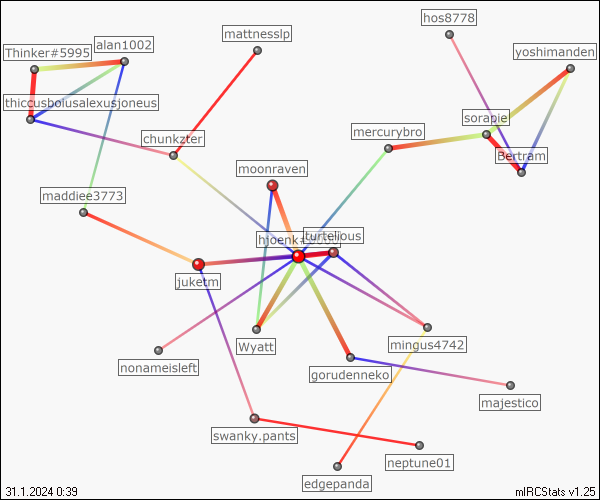 hos8778
mattnesslp
alan1002
Thinker#5995
yoshimanden
thiccusbolusalexusjoneus
sorapie
mercurybro
chunkzter
Bertram
moonraven
maddiee3773
turtelious
juketm
Wyatt
mingus4742
nonameisleft
gorudenneko
majestico
swanky.pants
neptune01
edgepanda
31.1.2024 0:39
mIRCStats v1.25